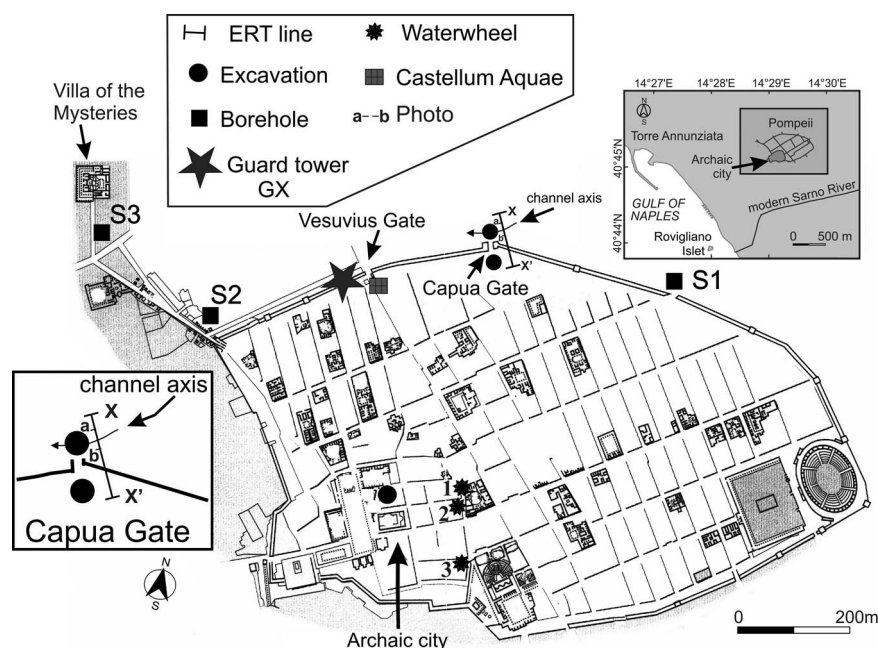 ERT line
Waterwheel
Excavation
Castellum Aquae
Borehole
a--b Photo
Guard tower
GX
Villa of the
Mysteries
14°27'E 14°28'E 14°29'E 14°30'E
N
S
Pompeii
Torre Annunziata
Archaic
city
40°45'N
modern Sarno River
GULF OF
NAPLES
40°44'N
Rovigliano
Islet
0 500 m
S3
Vesuvius Gate
channel axis
X
a
b
X'
Capua Gate
S1
S2
channel axis
X
a
b
X'
Capua Gate
1
2
3
N
S
Archaic city
0 200m